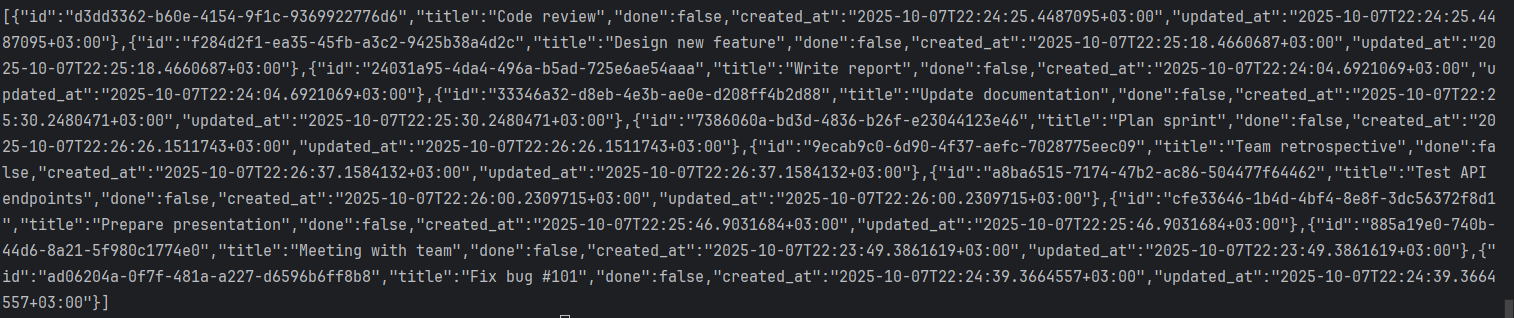 [{"id":"d3dd3362-b60e-4154-9f1c-9369922776d6","title":"Code review","done":false,"created_at":"2025-10-07T22:24:25.4487095+03:00","updated_at":"2025-10-07T22:24:25.44
87095+03:00"},{"id":"f284d2f1-ea35-45fb-a3c2-9425b38a4d2c","title":"Design new feature","done":false,"created_at":"2025-10-07T22:25:18.4660687+03:00","updated_at":"20
25-10-07T22:25:18.4660687+03:00"},{"id":"24031a95-4da4-496a-b5ad-725e6ae54aaa","title":"Write report","done":false,"created_at":"2025-10-07T22:24:04.6921069+03:00","u
pdated_at":"2025-10-07T22:24:04.6921069+03:00"},{"id":"33346a32-d8eb-4e3b-ae0e-d208ff4b2d88","title":"Update documentation","done":false,"created_at":"2025-10-07T22:2
5:30.2480471+03:00","updated_at":"2025-10-07T22:25:30.2480471+03:00"},{"id":"7386060a-bd3d-4836-b26f-e23044123e46","title":"Plan sprint","done":false,"created_at":"20
25-10-07T22:26:26.1511743+03:00","updated_at":"2025-10-07T22:26:26.1511743+03:00"},{"id":"9ecab9c0-6d90-4f37-aefc-7028775eec09","title":"Team retrospective","done":fa
lse,"created_at":"2025-10-07T22:26:37.1584132+03:00","updated_at":"2025-10-07T22:26:37.1584132+03:00"},{"id":"a8ba6515-7174-47b2-ac86-504477f64462","title":"Test API
endpoints","done":false,"created_at":"2025-10-07T22:26:00.2309715+03:00","updated_at":"2025-10-07T22:26:00.2309715+03:00"},{"id":"cfe33646-1b4d-4bf4-8e8f-3dc56372f8d1
","title":"Prepare presentation","done":false,"created_at":"2025-10-07T22:25:46.9031684+03:00","updated_at":"2025-10-07T22:25:46.9031684+03:00"},{"id":"885a19e0-740b-
44d6-8a21-5f980c1774e0","title":"Meeting with team","done":false,"created_at":"2025-10-07T22:23:49.3861619+03:00","updated_at":"2025-10-07T22:23:49.3861619+03:00"},{"
id":"ad06204a-0f7f-481a-a227-d6596b6ff8b8","title":"Fix bug #101","done":false,"created_at":"2025-10-07T22:24:39.3664557+03:00","updated_at":"2025-10-07T22:24:39.3664
557+03:00"}]